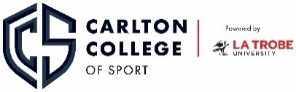 CARLTON
COLLEGE
OF SPORT
Powered by
LA TROBE
UNIVERSITY